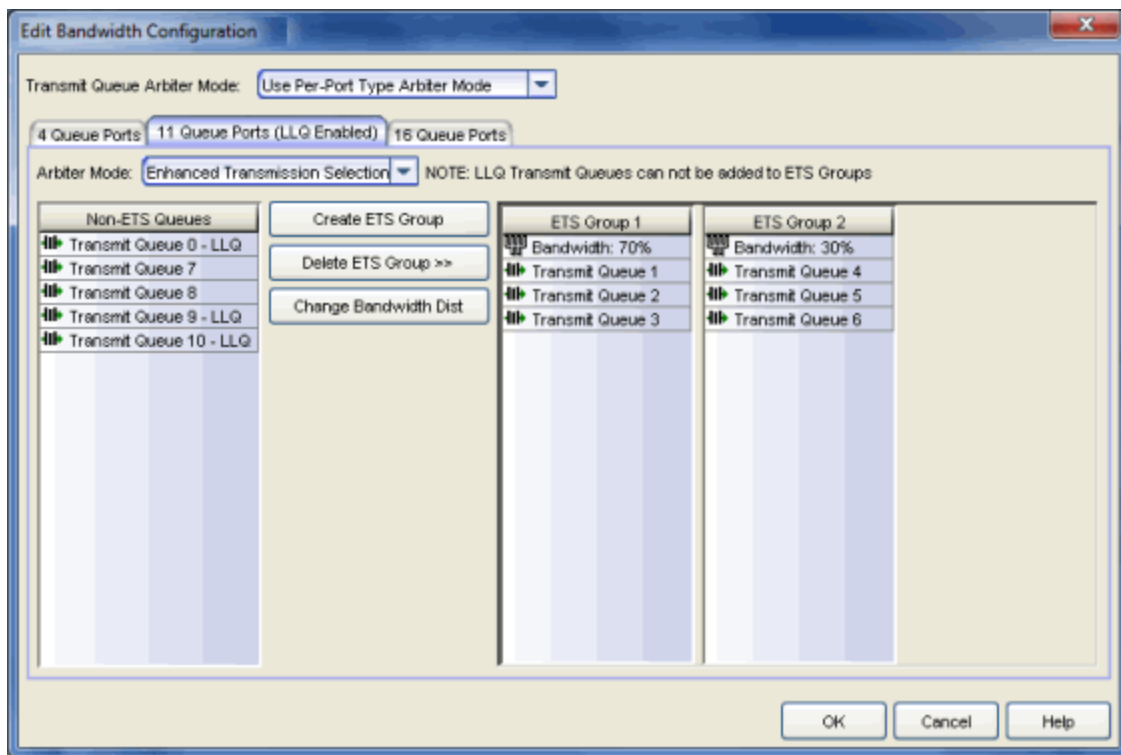 Edit Bandwidth Configuration
Transmit Queue Arbiter Mode: Use Per-Port Type Arbiter Mode
4 Queue Ports 11 Queue Ports (LLQ Enabled) 16 Queue Ports
Arbiter Mode: Enhanced Transmission Selection NOTE: LLQ Transmit Queues can not be added to ETS Groups
Non-ETS Queues
Transmit Queue 0 - LLQ
Transmit Queue 7
Transmit Queue 8
Transmit Queue 9 - LLQ
Transmit Queue 10 - LLQ
Create ETS Group
Delete ETS Group >>
Change Bandwidth Dist
ETS Group 1
Bandwidth: 70%
Transmit Queue 1
Transmit Queue 2
Transmit Queue 3
ETS Group 2
Bandwidth: 30%
Transmit Queue 4
Transmit Queue 5
Transmit Queue 6
OK Cancel Help